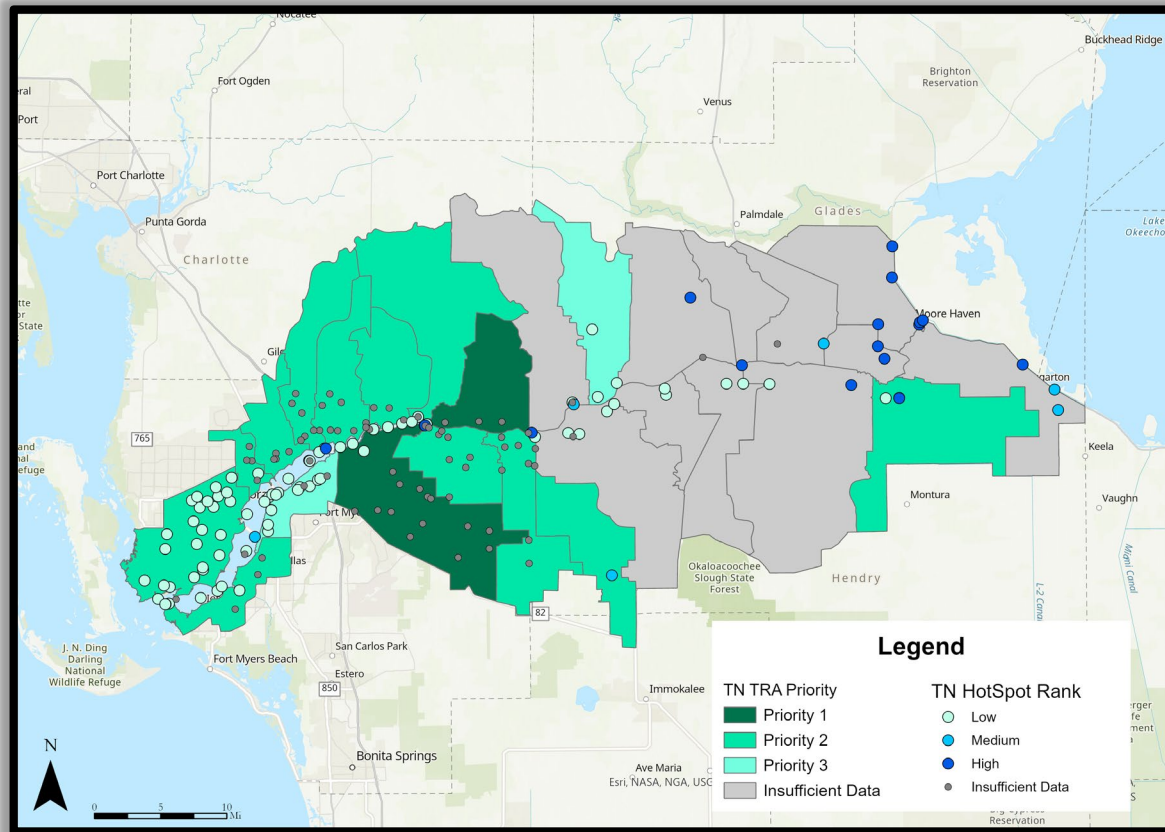 Nocatee
Buckhead Ridge
Fort Ogden
Brighton
Reservation
Venus
Port
Port Charlotte
Punta Gorda
Palmdale
Glades
Lake
Okeecho
Charlotte
Moore Haven
765
Keela
Montura
Vaughn
Okaloacoochee
Slough State
Forest
Hendry
Miami Canal
L-2 Cana
82
J. N. Ding
Darling
National
Wildlife Refuge
Fort Myers Beach
San Carlos Park
Estero
850
Immokalee
Bonita Springs
Ave Maria
Esri, NASA, NGA, USG
Reservation
N
0 5 10
Mi
Legend
TN TRA Priority
Priority 1
Priority 2
Priority 3
Insufficient Data
TN HotSpot Rank
Low
Medium
High
Insufficient Data